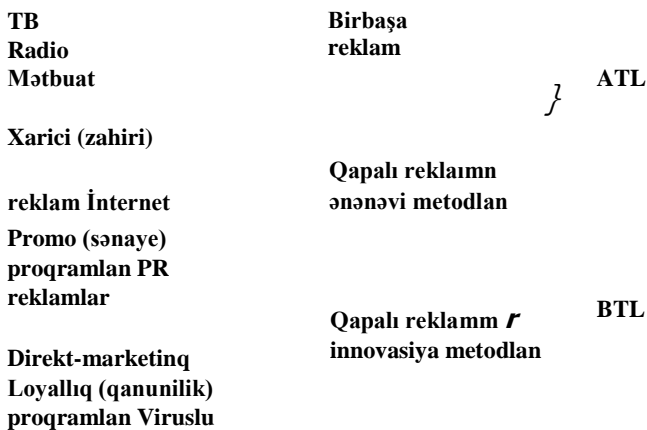 TB
Radio
Mətbuat
Xarici (zahiri)
reklam İnternet
Promo (sənaye)
proqramlan PR
reklamlar
Direkt-marketinq
Loyallıq (qanunilik)
proqramlan Viruslu
Birbaşa
reklam
Qapalı reklaımn
ənənəvi metodlan
Qapalı reklamm r
innovasiya metodlan
} ATL
BTL